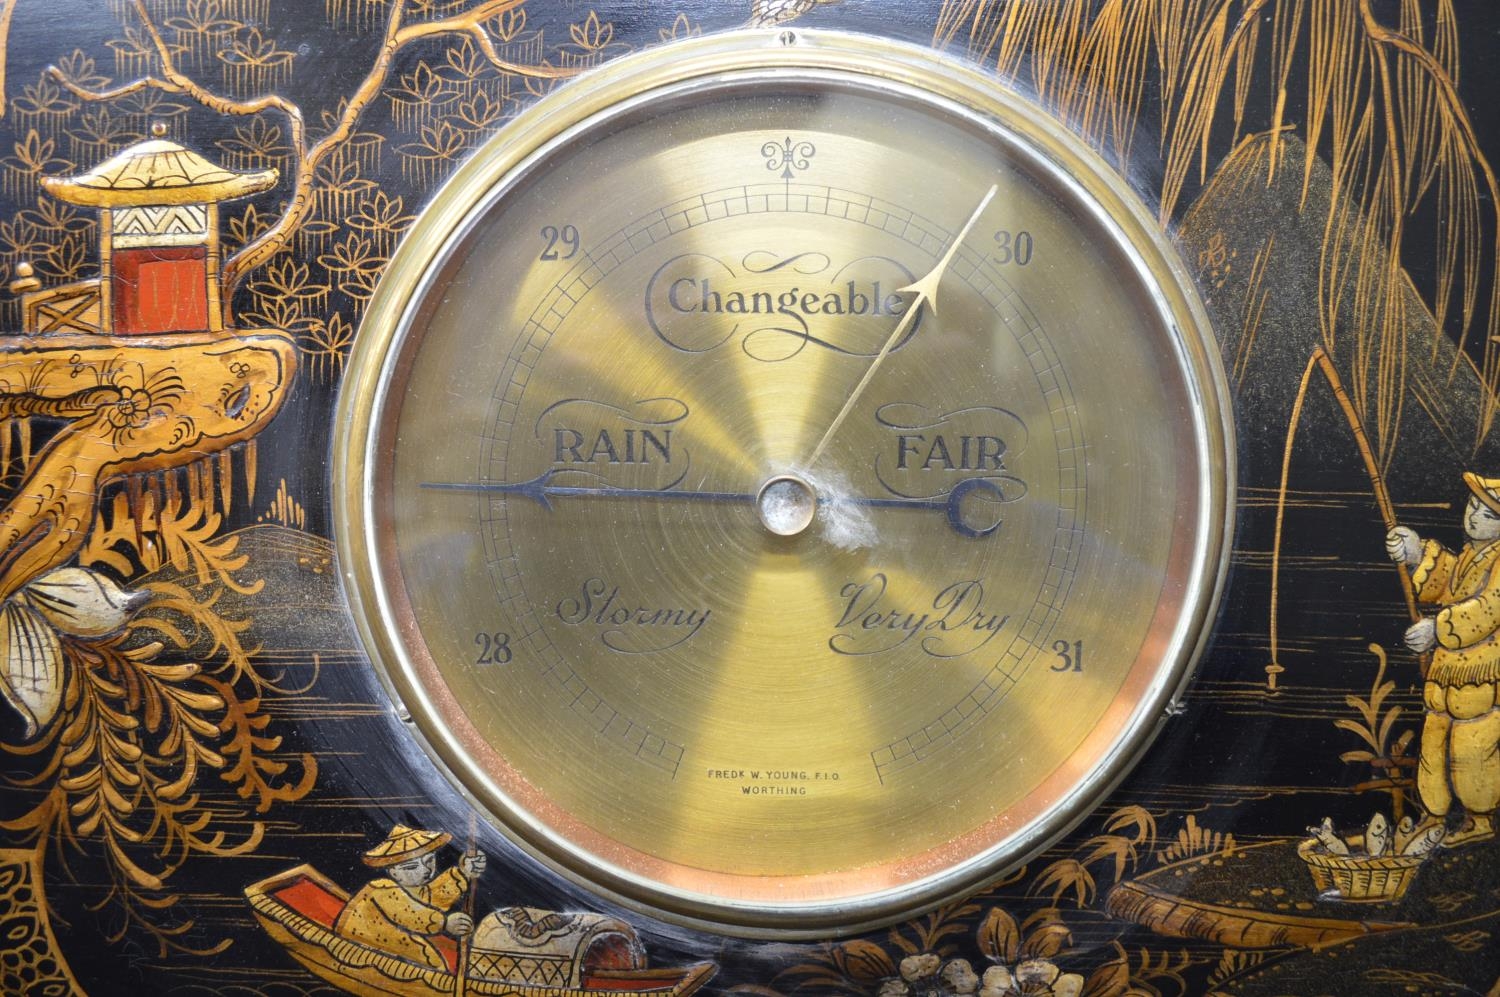 29
30
Changeable
RAIN
FAIR
Stormy
Very Dry
28
31
FREDK W. YOUNG, F.I.O.
WORTHING